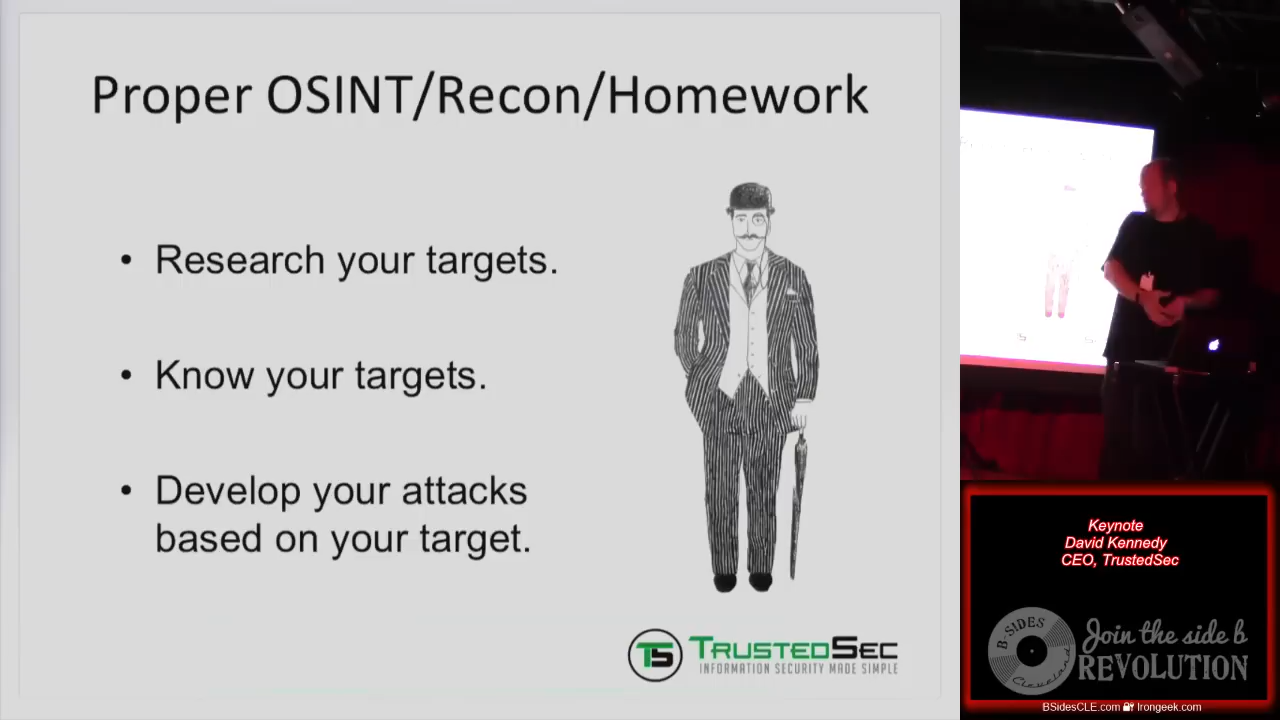 Proper OSINT/Recon/Homework
• Research your targets.
• Know your targets.
• Develop your attacks
based on your target.
TS TRUSTEDSEC
INFORMATION SECURITY MADE SIMPLE
Keynote
David Kennedy
CEO, TrustedSec
B-SIDES
Cleveland
Join the side b
REVOLUTION
BSidesCLE.com Irongeek.com